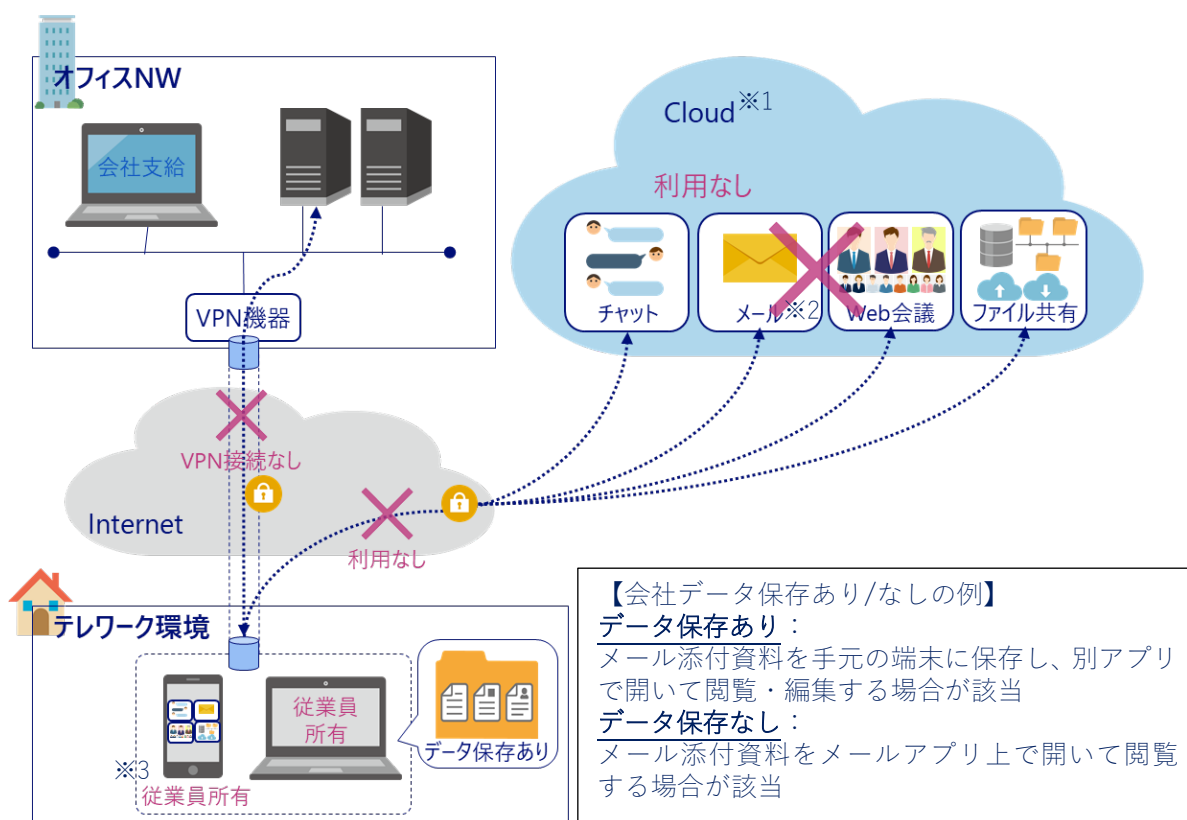 オフィスNW
会社支給
VPN機器
Cloud※1
利用なし
チャット
メール※2
Web会議
ファイル共有
VPN接続なし
Internet
利用なし
テレワーク環境
従業員
所有
データ保存あり
※3
従業員所有
【会社データ保存あり/なしの例】
データ保存あり：
メール添付資料を手元の端末に保存し、別アプリ
で開いて閲覧・編集する場合が該当
データ保存なし：
メール添付資料をメールアプリ上で開いて閲覧
する場合が該当